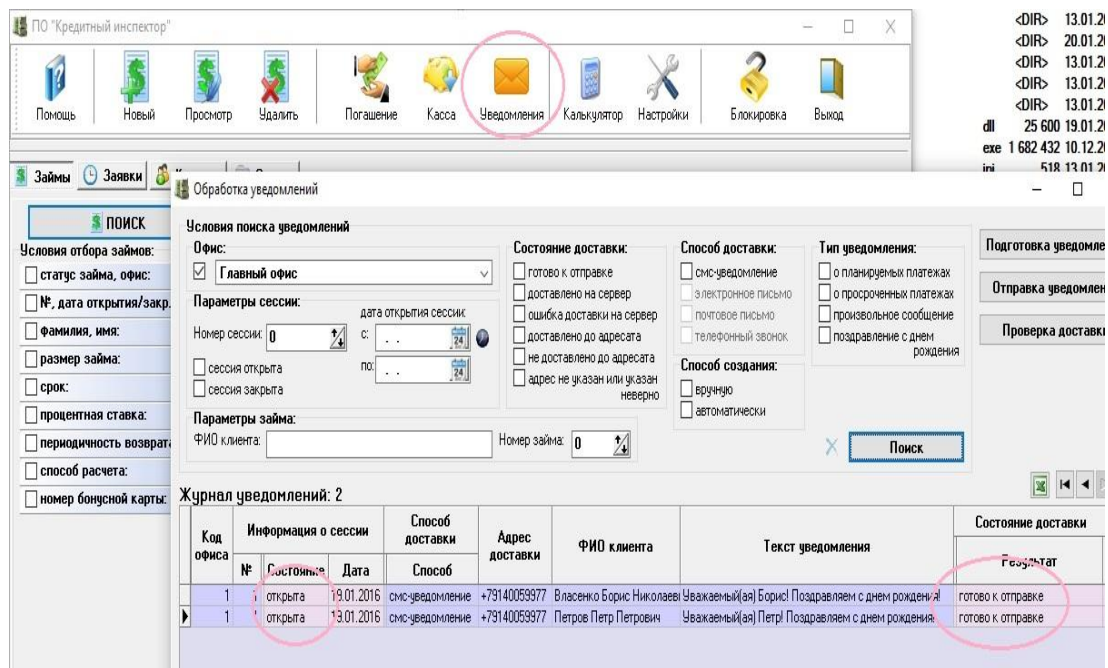 ПО "Кредитный инспектор"
Помощь Новый Просмотр Удалить Погашение Касса Уведомления Калькулятор Настройки Блокировка Выход
<DIR> 13.01.20
<DIR> 20.01.20
<DIR> 13.01.20
<DIR> 13.01.20
<DIR> 13.01.20
dll 25 600 19.01.20
exe 1 682 432 10.12.20
ini 518 13.01.20
Займы Заявки
ПОИСК
Условия отбора займов:
статус займа, офис:
№, дата открытия/закр.
фамилия, имя:
размер займа:
срок:
процентная ставка:
периодичность возврата
способ расчета:
номер бонусной карты:
Обработка уведомлений
Условия поиска уведомлений
Офис:
Главный офис
Параметры сессии:
дата открытия сессии:
Номер сессии: 0 с: . . 24
сессия открыта
по: . . 24
сессия закрыта
Параметры займа:
ФИО клиента: Номер займа: 0
Состояние доставки:
готово к отправке
доставлено на сервер
ошибка доставки на сервер
доставлено до адресата
не доставлено до адресата
адрес не указан или указан
неверно
Способ доставки:
смс-уведомление
электронное письмо
почтовое письмо
телефонный звонок
Способ создания:
вручную
автоматически
Тип уведомления:
о планируемых платежах
о просроченных платежах
произвольное сообщение
поздравление с днем
рождения
Поиск
Подготовка уведомле
Отправка уведомлен
Проверка доставки
Журнал уведомлений: 2
Код офиса Информация о сессии Способ доставки Адрес доставки ФИО клиента Текст уведомления Состояние доставки
№ Состояние Дата Способ Результат
1 1 открыта 19.01.2016 смс-уведомление +79140059977 Власенко Борис Николаеви Уважаемый(ая) Борис! Поздравляем с днем рождения! готово к отправке
1 1 открыта 19.01.2016 смс-уведомление +79140059977 Петров Петр Петрович Уважаемый(ая) Петр! Поздравляем с днем рождения! готово к отправке